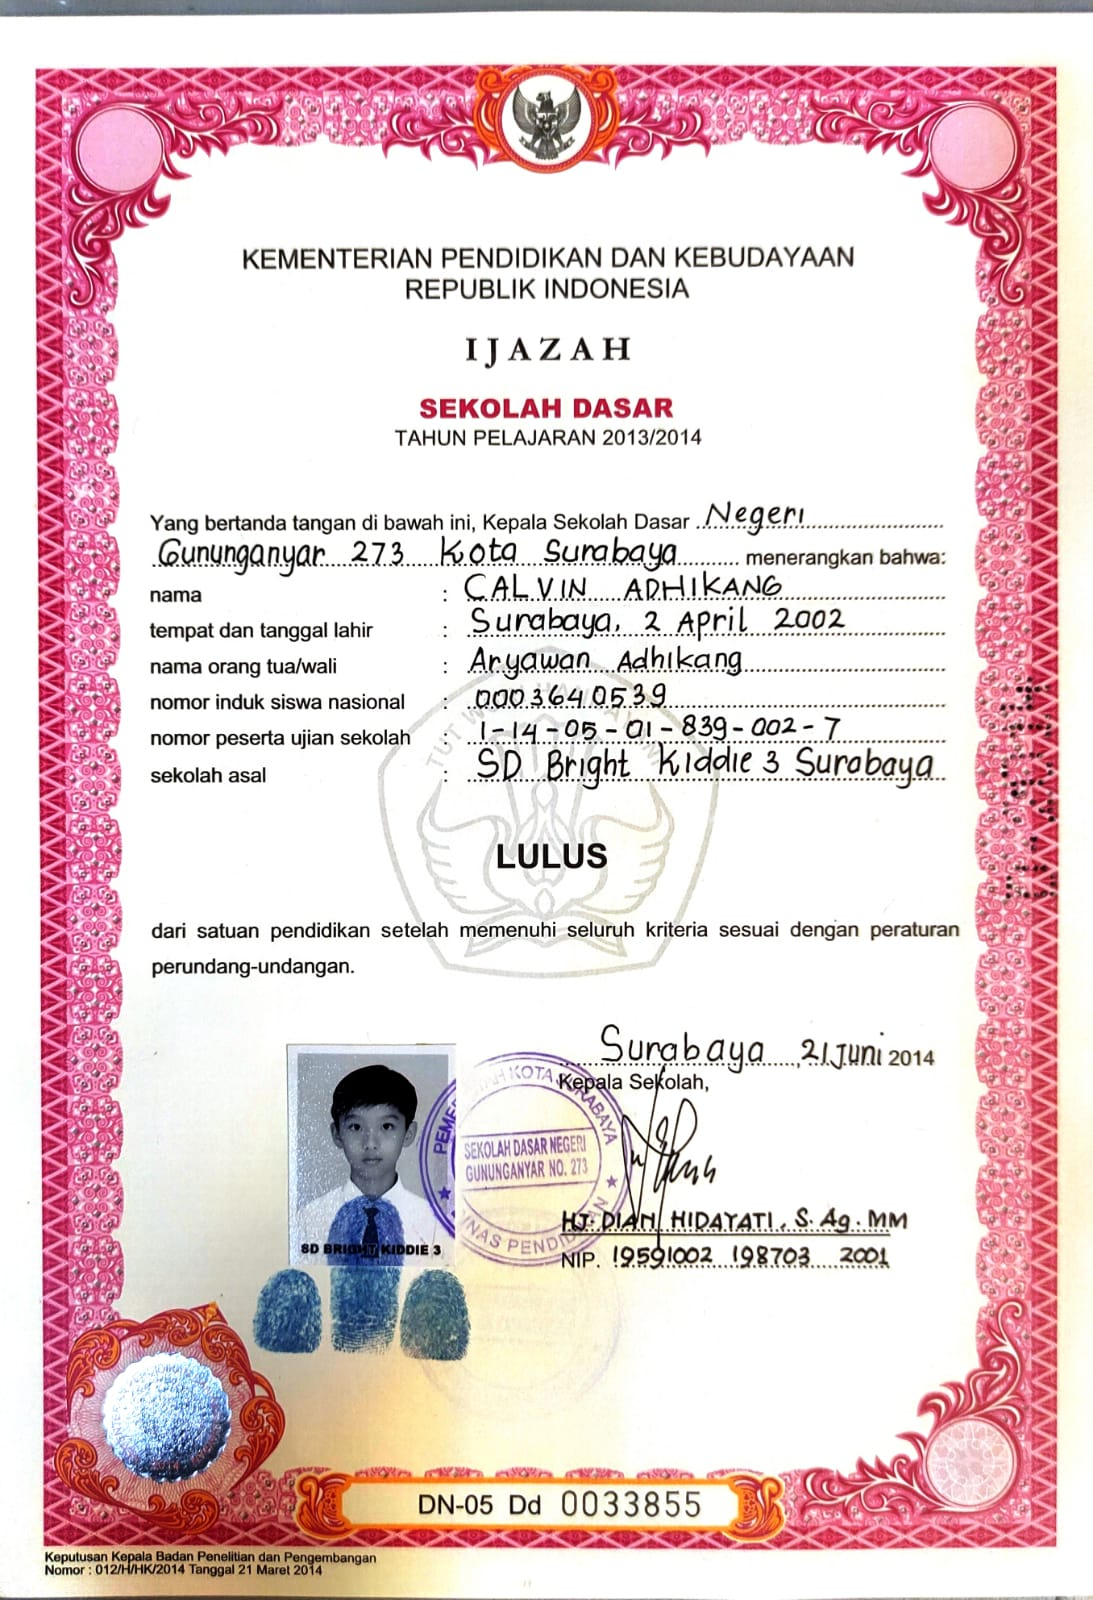 KEMENTERIAN PENDIDIKAN DAN KEBUDAYAAN
REPUBLIK INDONESIA
IJAZAH
SEKOLAH DASAR
TAHUN PELAJARAN 2013/2014
Yang bertanda tangan di bawah ini, Kepala Sekolah Dasar Negeri
Gununganyar 273 Kota Surabaya menerangkan bahwa:
nama : CALVIN ADHIKANG
tempat dan tanggal lahir : Surabaya, 2 April 2002
nama orang tua/wali : Aryawan Adhikang
nomor induk siswa nasional : 0003640539
nomor peserta ujian sekolah : 1-14-05-01-839-002-7
sekolah asal : SD Bright Kiddie 3 Surabaya
LULUS
dari satuan pendidikan setelah memenuhi seluruh kriteria sesuai dengan peraturan
perundang-undangan.
Surabaya, 21 Juni 2014
Kepala Sekolah,
KOTA SURABAYA
SEKOLAH DASAR NEGERI
GUNUNGANYAR NO. 273
HJ. DIAN HIDAYATI, S. Ag. MM
NIP. 19591002 198703 2001
SD BRIGHT KIDDIE 3
DN-05 Dd 0033855
Keputusan Kepala Badan Penelitian dan Pengembangan
Nomor : 012/H/HK/2014 Tanggal 21 Maret 2014